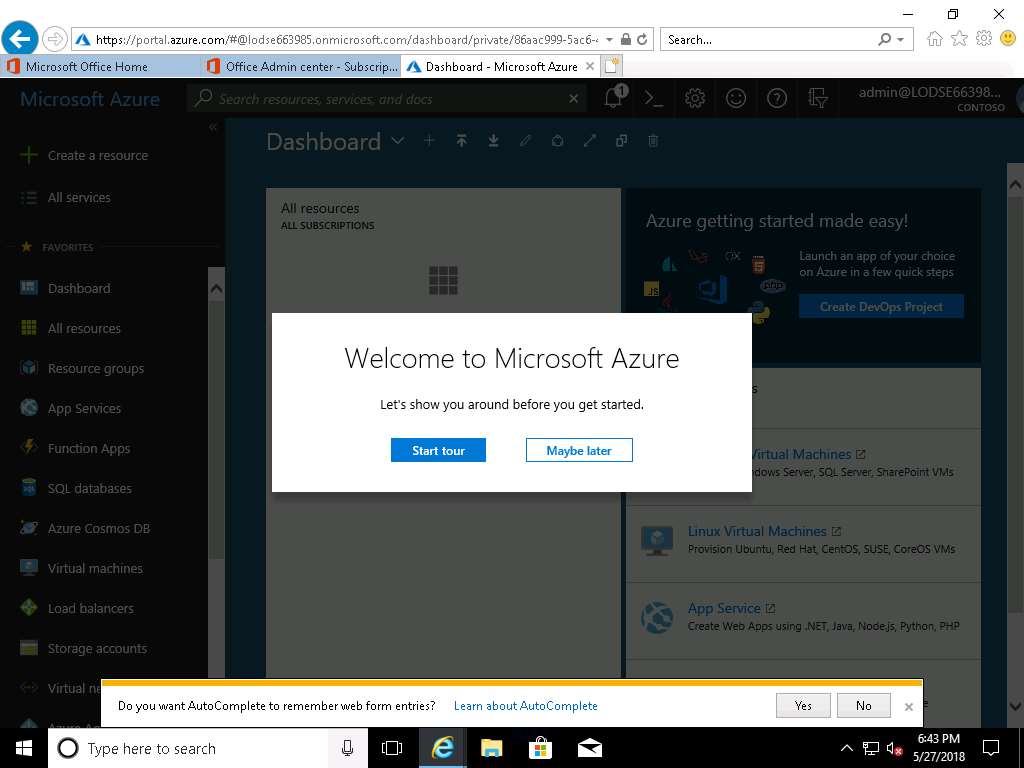 https://portal.azure.com/#@lodse663985.onmicrosoft.com/dashboard/private/86aac999-5ac6-
Search...
Microsoft Office Home
Office Admin center - Subscrip...
Dashboard - Microsoft Azure
Microsoft Azure
Search resources, services, and docs
1
admin@LODSE66398...
CONTOSO
Create a resource
All services
FAVORITES
Dashboard
All resources
Resource groups
App Services
Function Apps
SQL databases
Azure Cosmos DB
Virtual machines
Load balancers
Storage accounts
Virtual ne
Dashboard
All resources
ALL SUBSCRIPTIONS
Azure getting started made easy!
Launch an app of your choice
on Azure in a few quick steps
JS
php
Create DevOps Project
Welcome to Microsoft Azure
Let's show you around before you get started.
Start tour
Maybe later
Virtual Machines
ndows Server, SQL Server, SharePoint VMs
Linux Virtual Machines
Provision Ubuntu, Red Hat, CentOS, SUSE, CoreOS VMs
App Service
Create Web Apps using .NET, Java, Node.js, Python, PHP
Do you want AutoComplete to remember web form entries?
Learn about AutoComplete
Yes
No
Type here to search
6:43 PM
5/27/2018